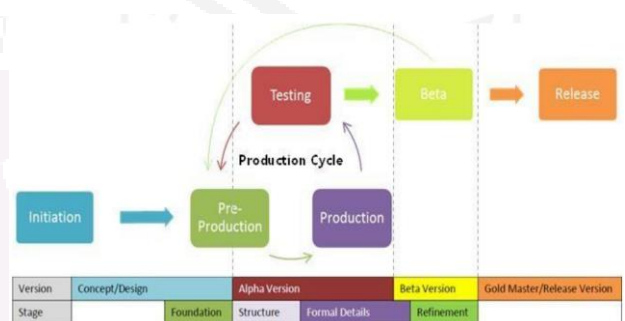 Testing
Beta
Release
Production Cycle
Initiation
Pre-
Production
Production
Version Concept/Design Alpha Version Beta Version Gold Master/Release Version
Stage Foundation Structure Formal Details Refinement